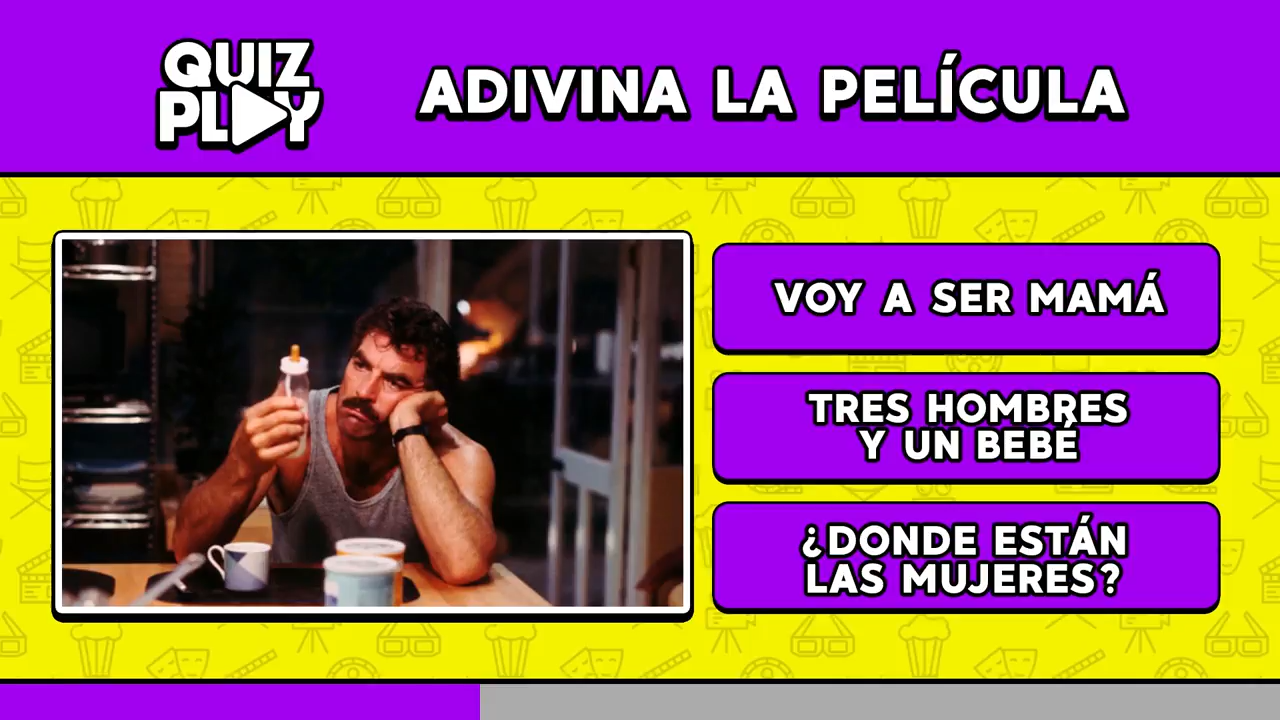 QUIZ
PLAY
ADIVINA LA PELÍCULA
VOY A SER MAMÁ
TRES HOMBRES
Y UN BEBÉ
¿DONDE ESTÁN
LAS MUJERES?